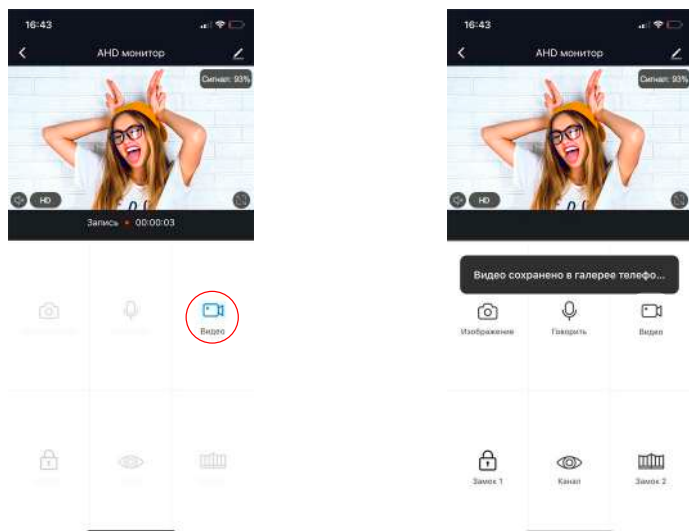 16:43
AHD монитор
Сигнал: 93%
HD
Запись • 00:00:03
Видео
16:43
AHD монитор
Сигнал: 93%
HD
Видео сохранено в галерее телефо...
Изображение
Говорить
Видео
Замок 1
Канал
Замок 2